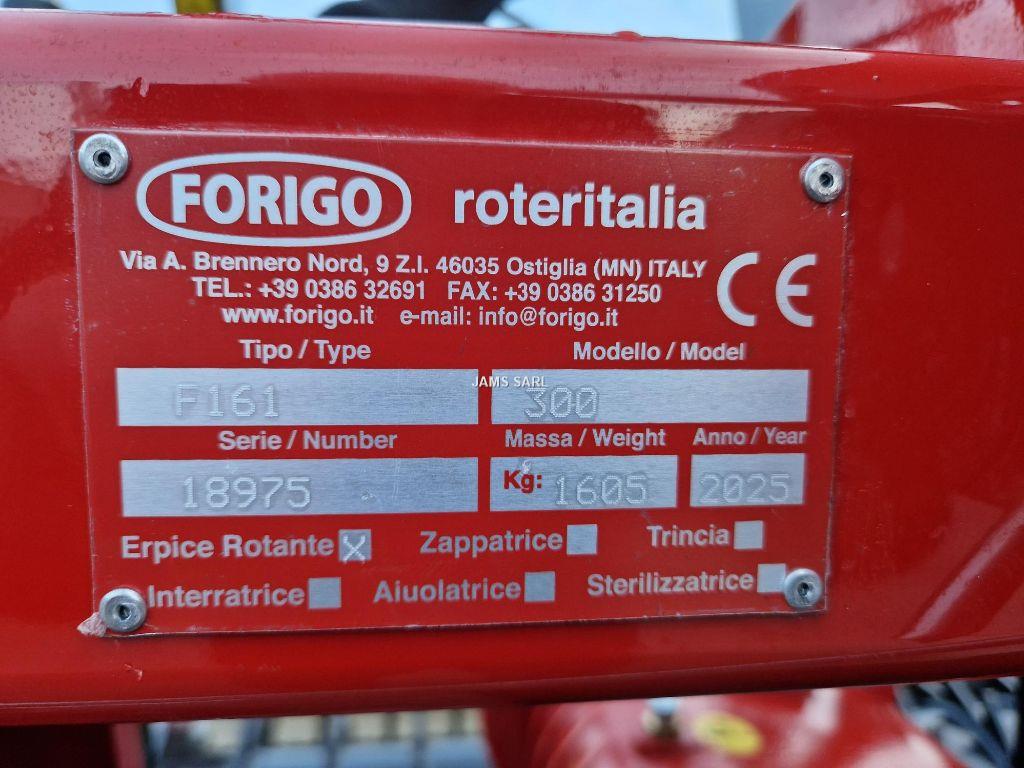 FORIGO roteritalia
Via A. Brennero Nord, 9 Z.I. 46035 Ostiglia (MN) ITALY
TEL.: +39 0386 32691 FAX: +39 0386 31250
www.forigo.it e-mail: info@forigo.it
CE
Tipo / Type Modello / Model
JAMS SARL
F161 300
Serie / Number Massa / Weight Anno / Year
18975 Kg: 1605 2025
Erpice Rotante X Zappatrice Trincia
Interratrice Aiuolatrice Sterilizzatrice